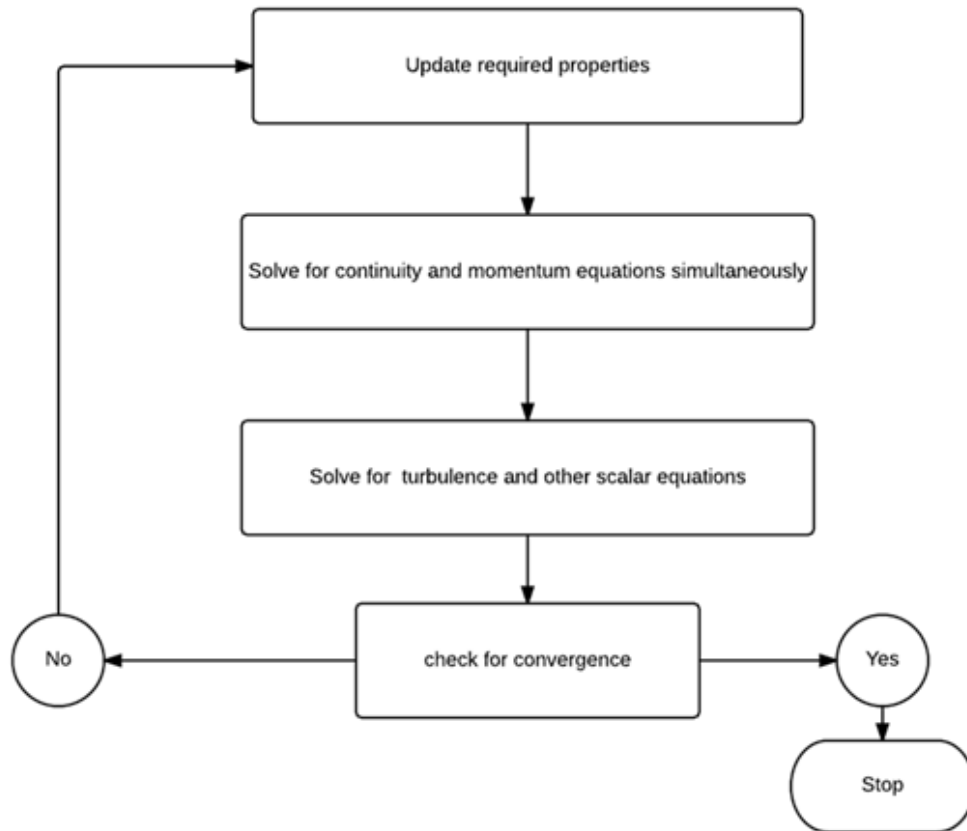 Update required properties
Solve for continuity and momentum equations simultaneously
Solve for  turbulence and other scalar equations
No
check for convergence
Yes
Stop